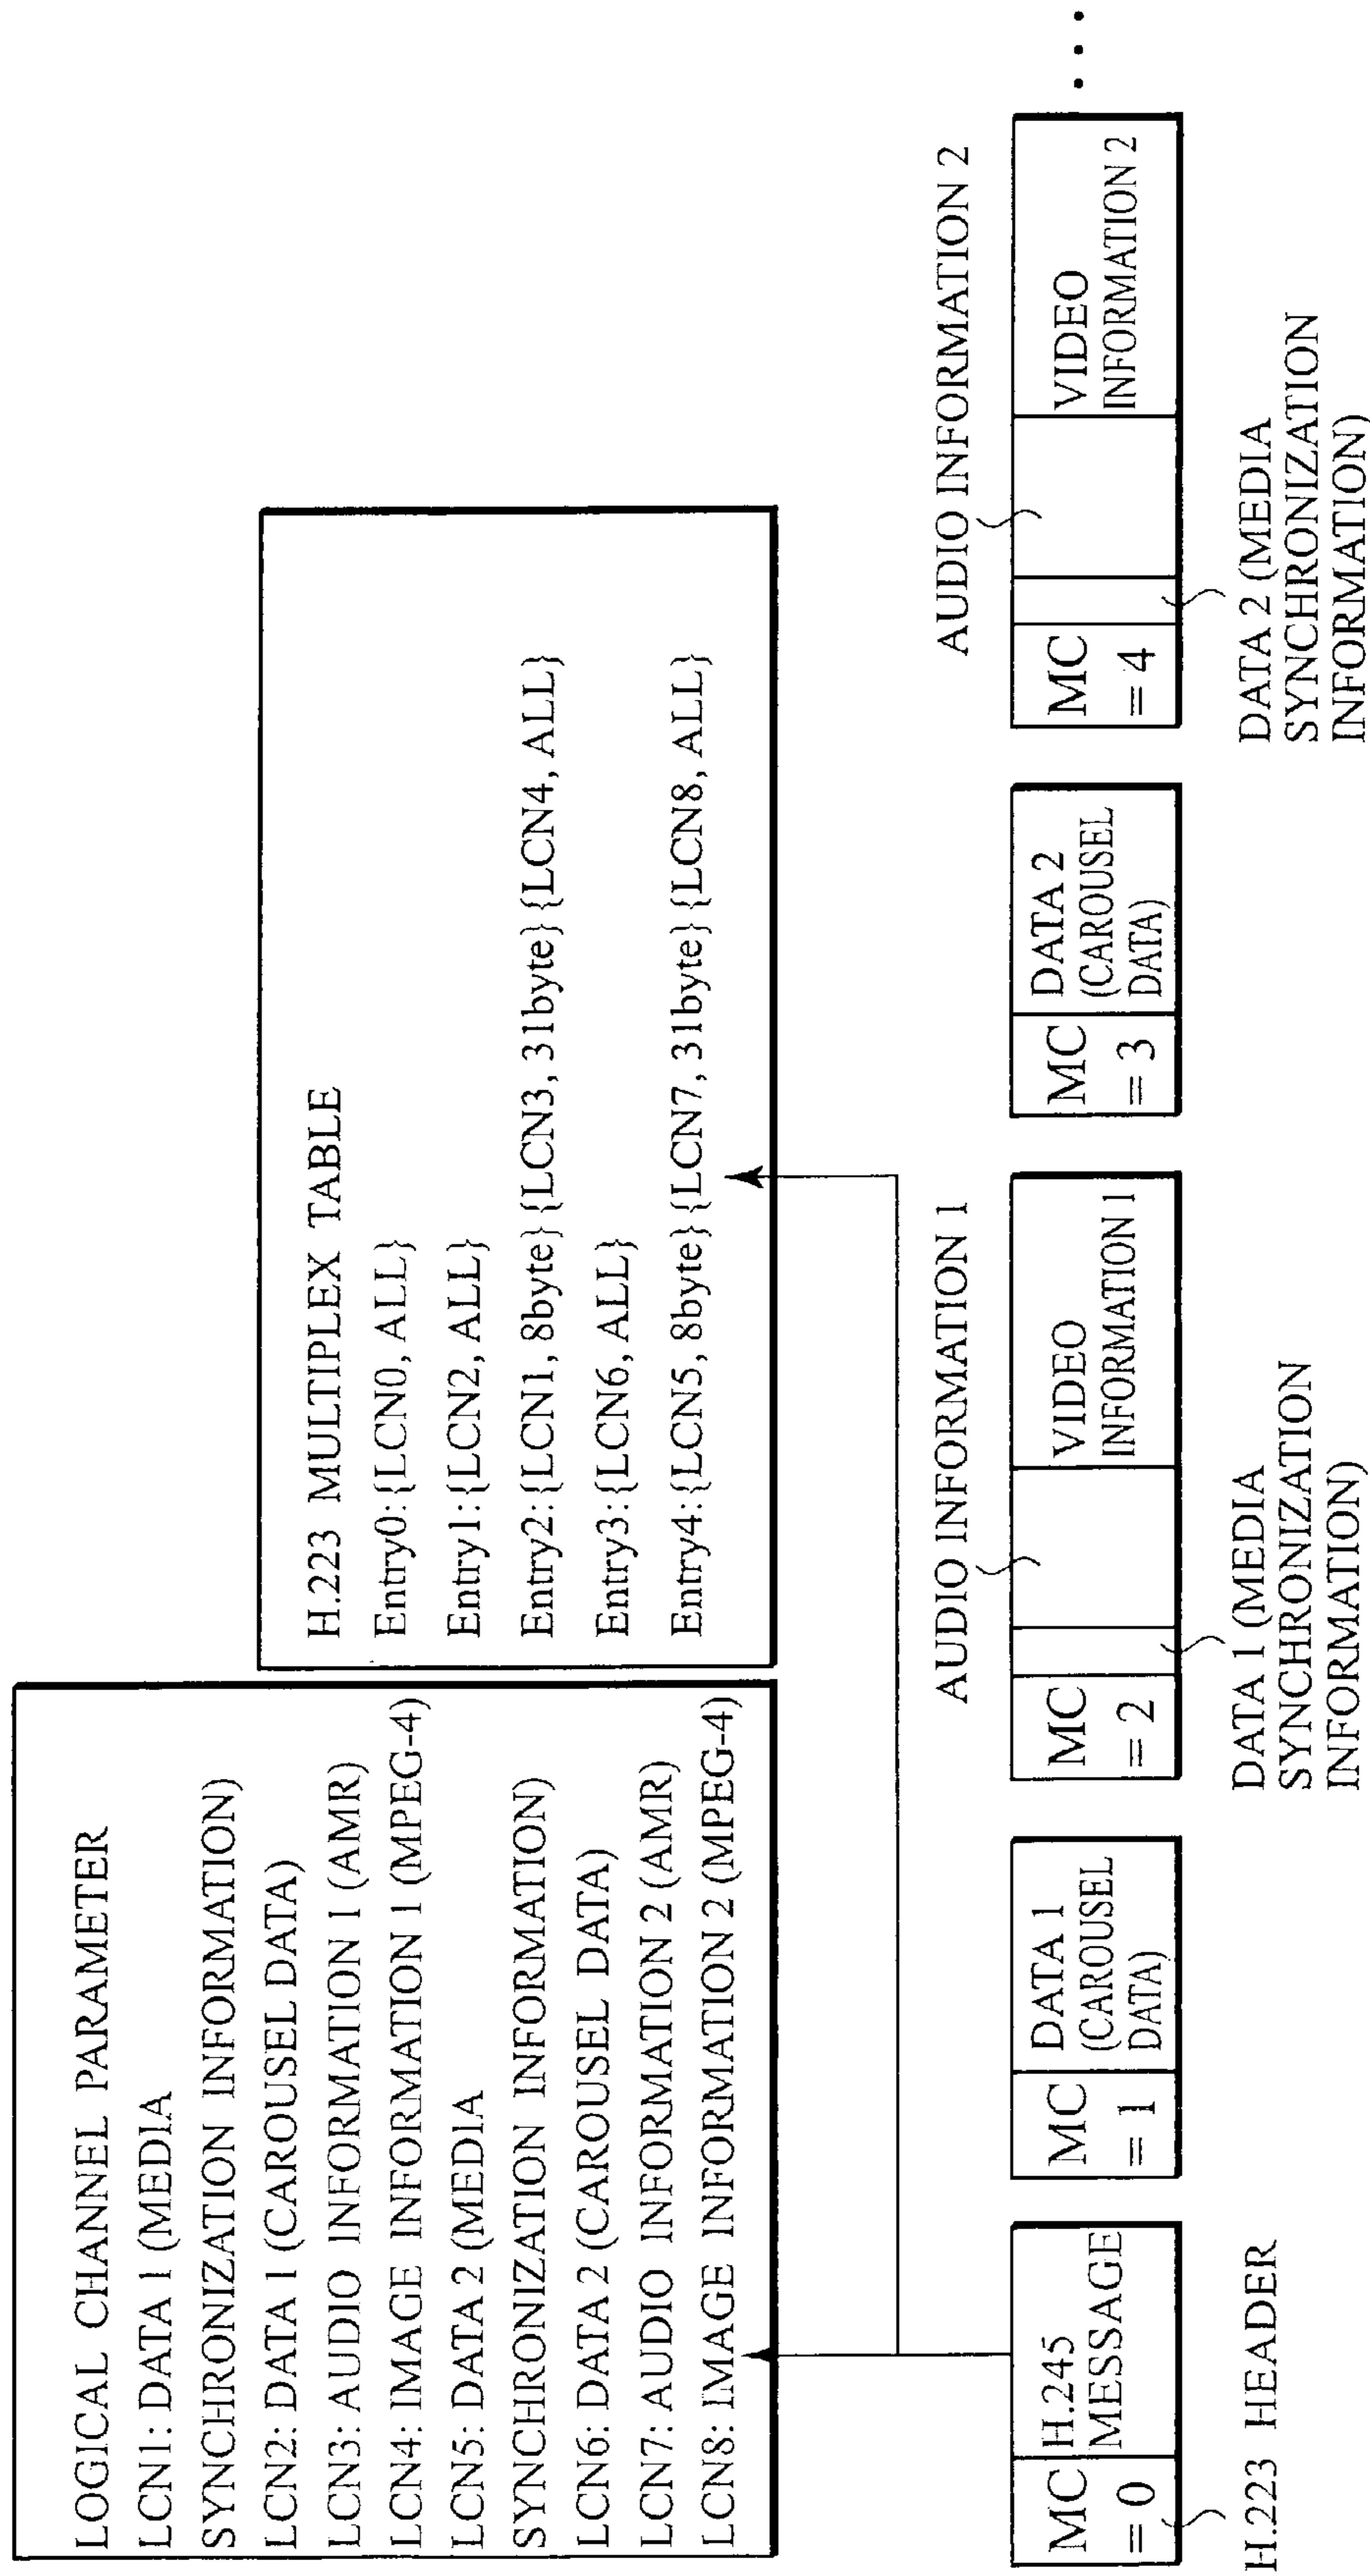 LOGICAL CHANNEL PARAMETER
LCN1: DATA 1 (MEDIA
SYNCHRONIZATION INFORMATION)
LCN2: DATA 1 (CAROUSEL DATA)
LCN3: AUDIO INFORMATION 1 (AMR)
LCN4: IMAGE INFORMATION 1 (MPEG-4)
LCN5: DATA 2 (MEDIA
SYNCHRONIZATION INFORMATION)
LCN6: DATA 2 (CAROUSEL DATA)
LCN7: AUDIO INFORMATION 2 (AMR)
LCN8: IMAGE INFORMATION 2 (MPEG-4)
H.223 MULTIPLEX TABLE
Entry0:{LCN0, ALL}
Entry1:{LCN2, ALL}
Entry2:{LCN1, 8byte}{LCN3, 31byte}{LCN4, ALL}
Entry3:{LCN6, ALL}
Entry4:{LCN5, 8byte}{LCN7, 31byte}{LCN8, ALL}
MC
= 0
H.245
MESSAGE
H.223 HEADER
MC
= 1
DATA 1
(CAROUSEL
DATA)
AUDIO INFORMATION 1
MC
= 2
VIDEO
INFORMATION 1
DATA 1 (MEDIA
SYNCHRONIZATION
INFORMATION)
MC
= 3
DATA 2
(CAROUSEL
DATA)
AUDIO INFORMATION 2
MC
= 4
VIDEO
INFORMATION 2
DATA 2 (MEDIA
SYNCHRONIZATION
INFORMATION)
• • •